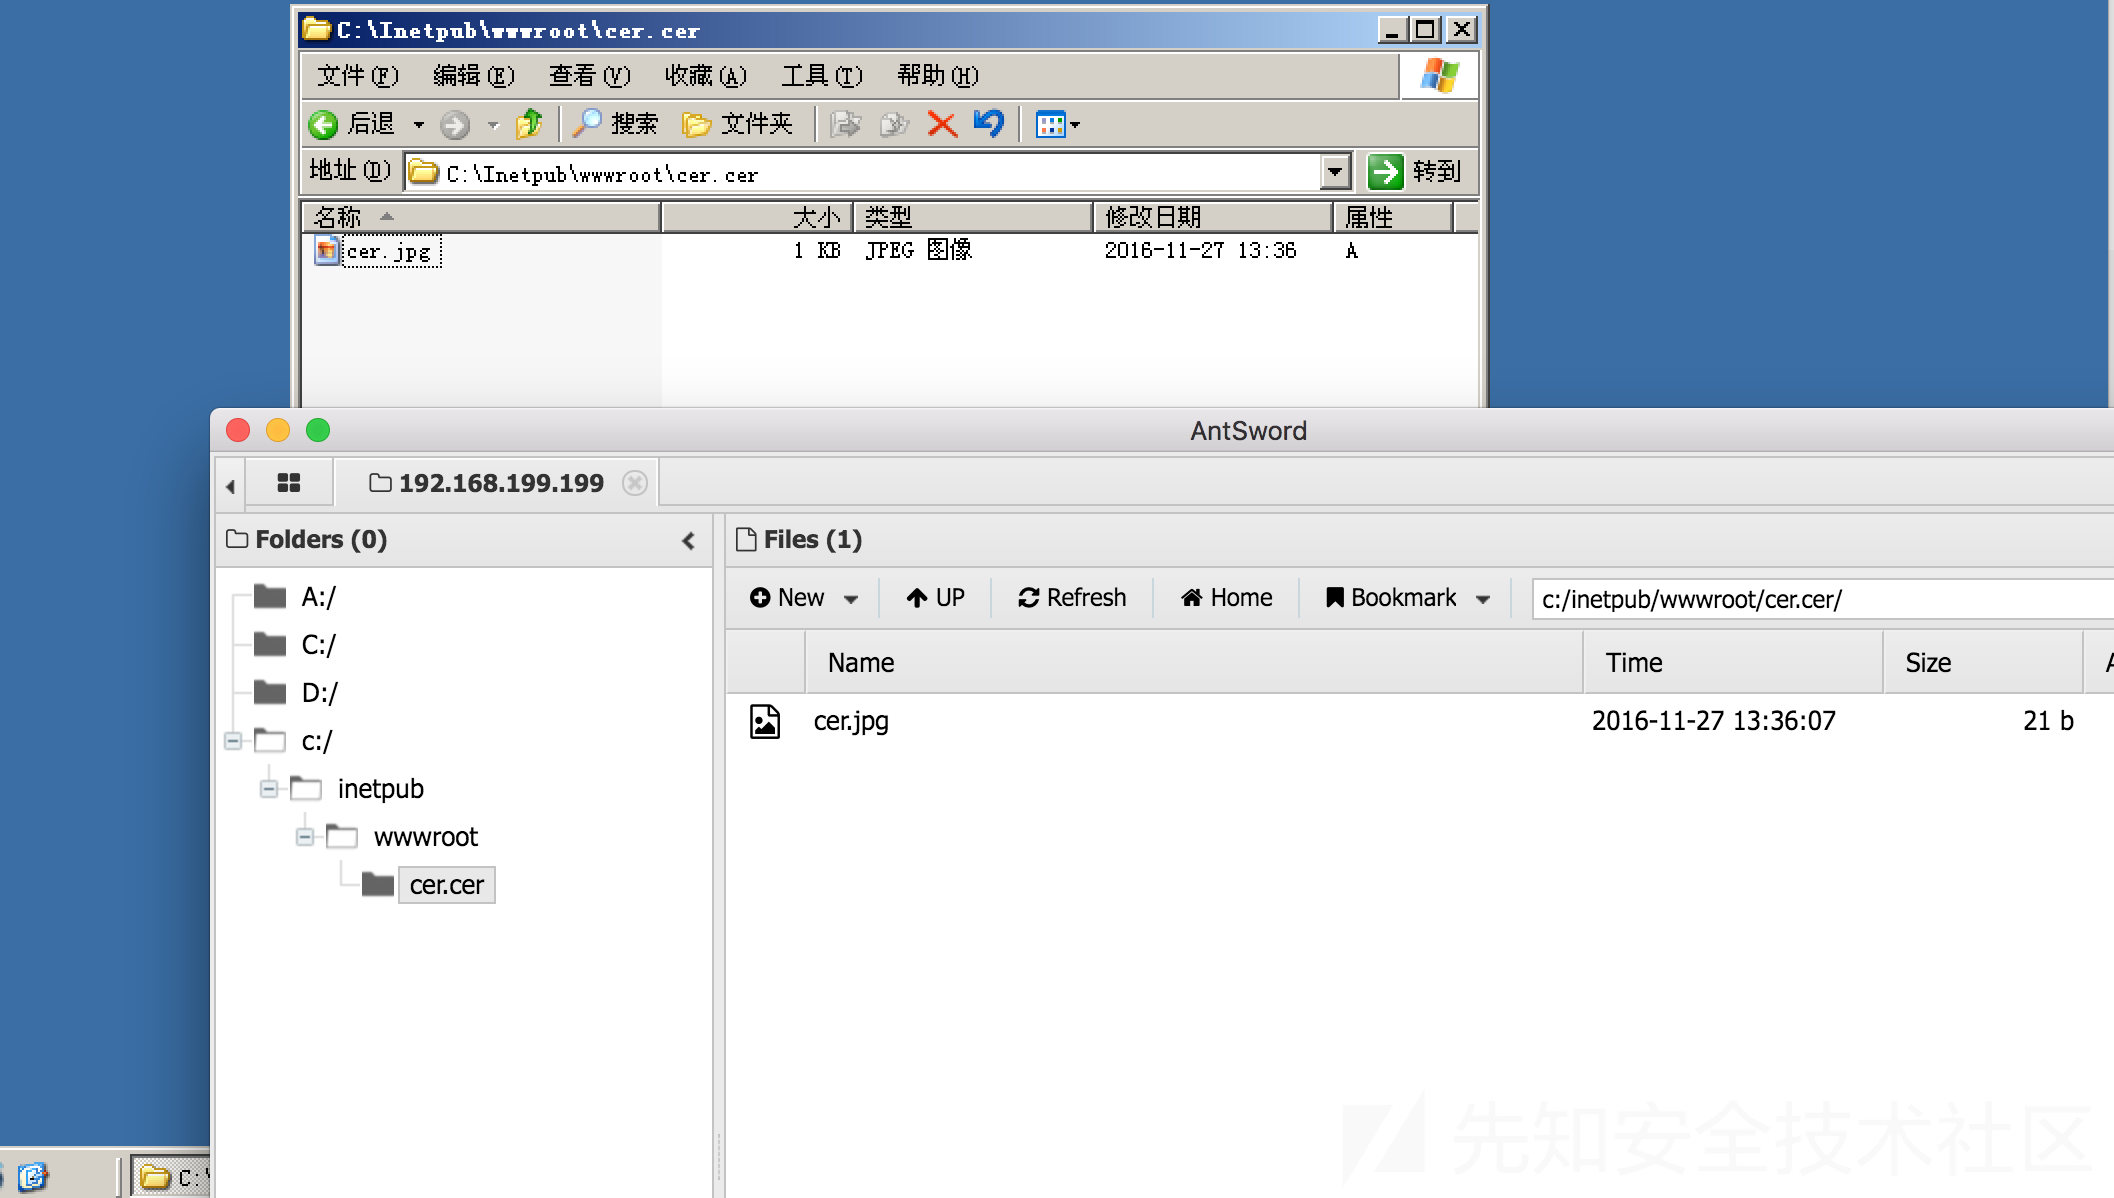 C:\Inetpub\wwwroot\cer.cer
文件(F) 编辑(E) 查看(V) 收藏(A) 工具(T) 帮助(H)
后退 搜索 文件夹
地址(D) C:\Inetpub\wwwroot\cer.cer 转到
名称 大小 类型 修改日期 属性
cer.jpg 1 KB JPEG 图像 2016-11-27 13:36 A
AntSword
192.168.199.199
Folders (0)
A:/
C:/
D:/
c:/
inetpub
wwwroot
cer.cer
Files (1)
New UP Refresh Home Bookmark c:/inetpub/wwwroot/cer.cer/
Name Time Size
cer.jpg 2016-11-27 13:36:07 21 b
先知安全技术社区
C:\